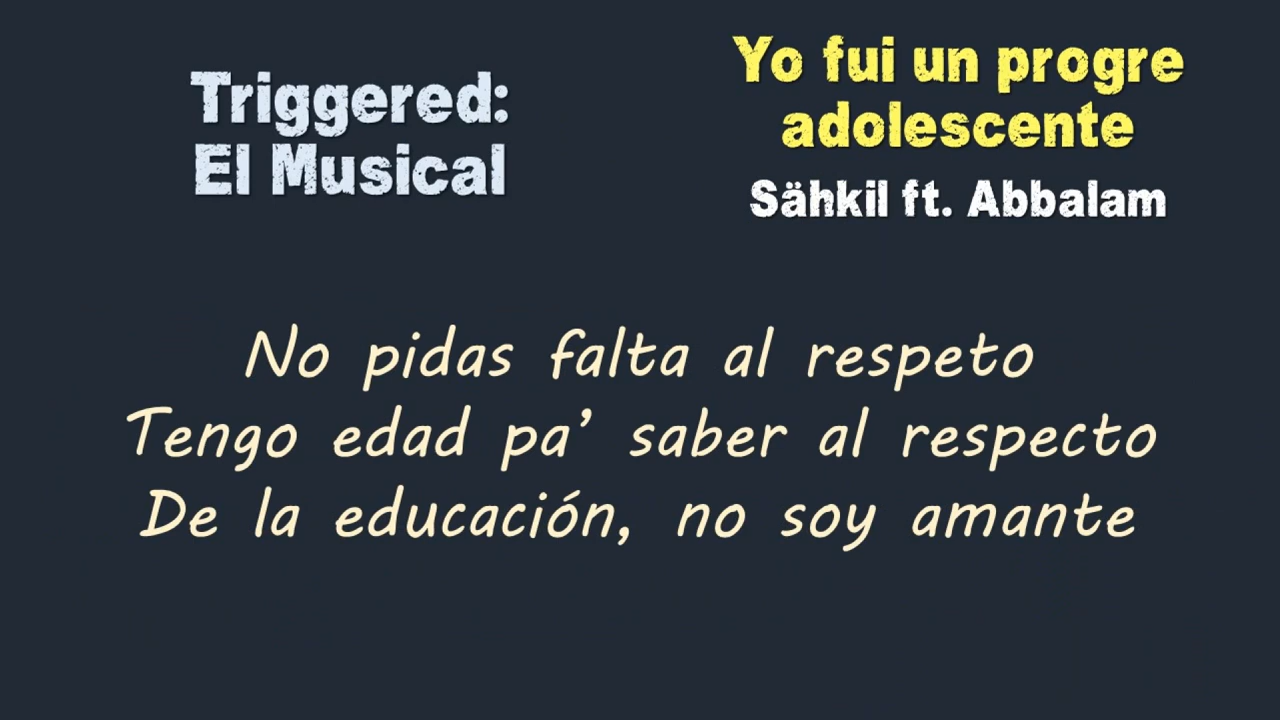 Triggered:
El Musical
Yo fui un progre
adolescente
Sähkil ft. Abbalam
No pidas falta al respeto
Tengo edad pa’ saber al respecto
De la educación, no soy amante